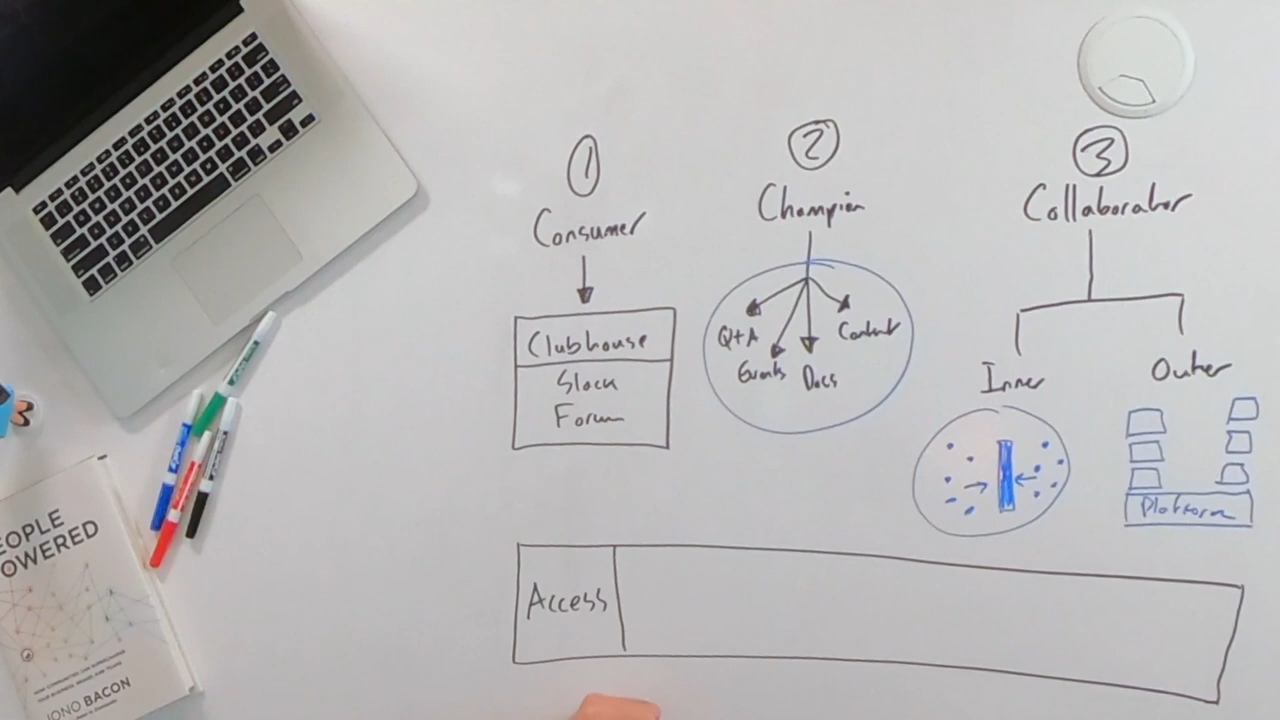 1
Consumer
Clubhouse
Slack
Forum
2
Champion
Q+A
Events
Docs
Content
3
Collaborator
Inner
Outer
Platform
Access
EOPLE
OWERED
JONO BACON